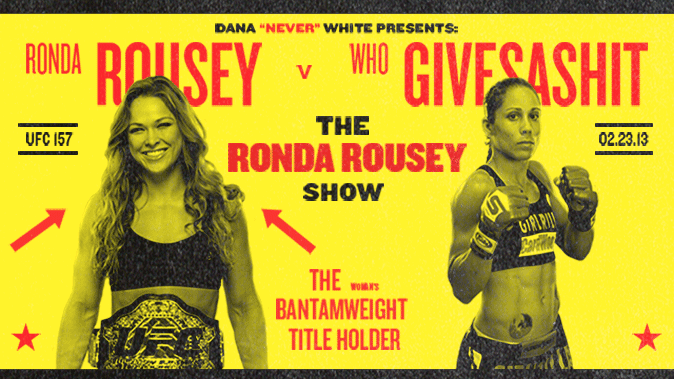 DANA "NEVER" WHITE PRESENTS:
RONDA ROUSEY V WHO GIVESASHIT
UFC 157
02.23.13
THE
RONDA ROUSEY
SHOW
THE WOMAN'S
BANTAMWEIGHT
TITLE HOLDER
UFC